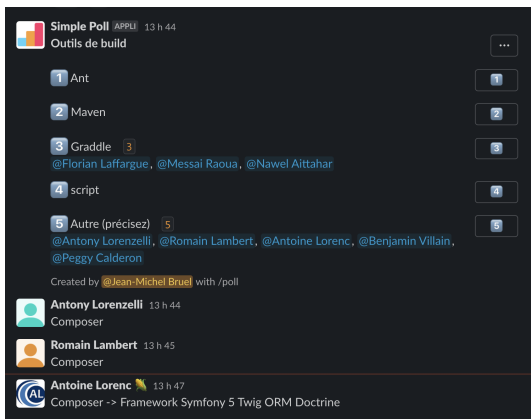 Simple Poll APPLI 13 h 44
Outils de build
...
1 Ant
1
2 Maven
2
3 Graddle 3
3
@Florian Laffargue, @Messai Raoua, @Nawel Aittahar
4 script
4
5 Autre (précisez) 5
5
@Antony Lorenzelli, @Romain Lambert, @Antoine Lorenc, @Benjamin Villain,
@Peggy Calderon
Created by @Jean-Michel Bruel with /poll
Antony Lorenzelli 13 h 44
Composer
Romain Lambert 13 h 45
Composer
AL
Antoine Lorenc 13 h 47
Composer -> Framework Symfony 5 Twig ORM Doctrine